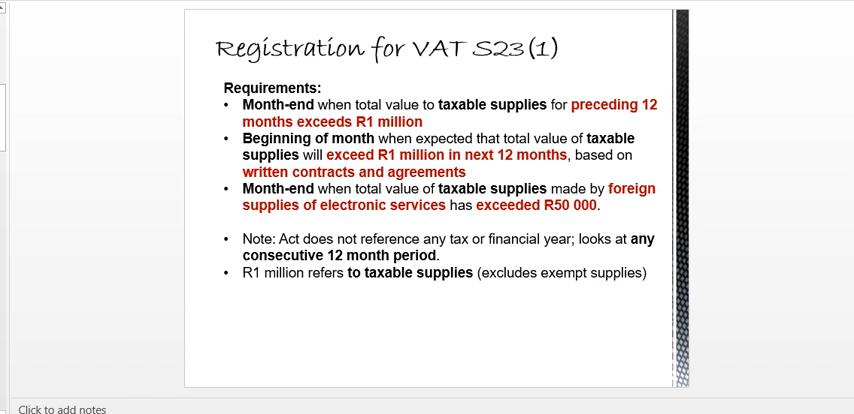 Registration for VAT S23(1)
Requirements:
• Month-end when total value to taxable supplies for preceding 12
months exceeds R1 million
• Beginning of month when expected that total value of taxable
supplies will exceed R1 million in next 12 months, based on
written contracts and agreements
• Month-end when total value of taxable supplies made by foreign
supplies of electronic services has exceeded R50 000.
• Note: Act does not reference any tax or financial year; looks at any
consecutive 12 month period.
• R1 million refers to taxable supplies (excludes exempt supplies)
Click to add notes